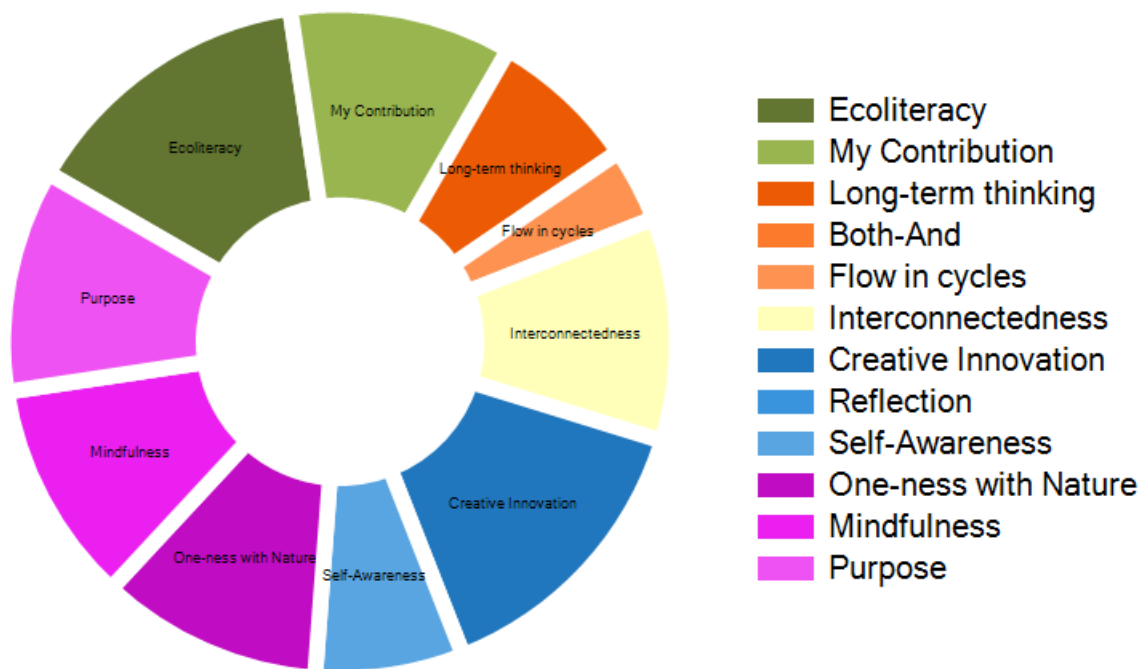 My Contribution
Ecoliteracy
Long-term thinking
Flow in cycles
Purpose
Interconnectedness
Mindfulness
Creative Innovation
One-ness with Nature
Self-Awareness
Ecoliteracy
My Contribution
Long-term thinking
Both-And
Flow in cycles
Interconnectedness
Creative Innovation
Reflection
Self-Awareness
One-ness with Nature
Mindfulness
Purpose